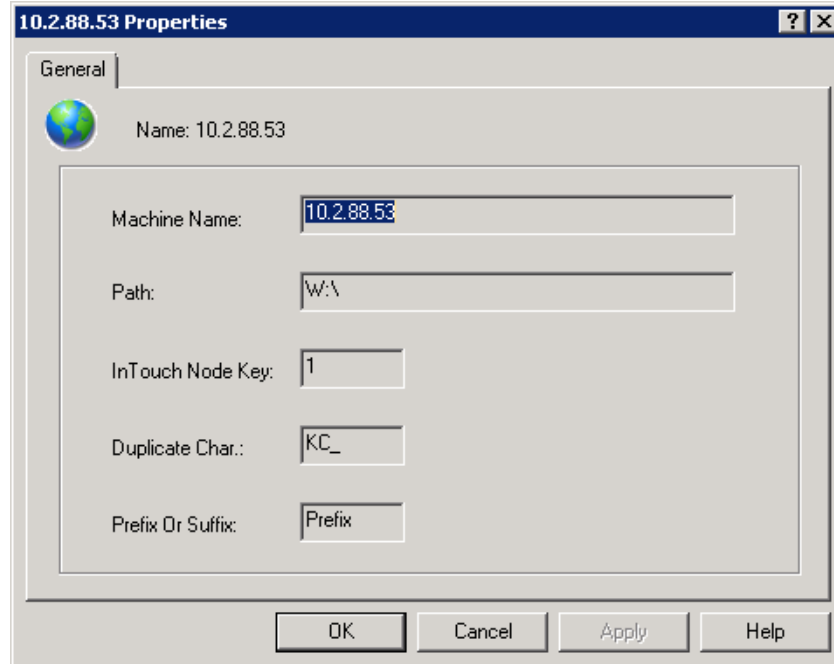 10.2.88.53 Properties
General
Name: 10.2.88.53
Machine Name: 10.2.88.53
Path: W:\
InTouch Node Key: 1
Duplicate Char.: KC_
Prefix Or Suffix: Prefix
OK Cancel Apply Help